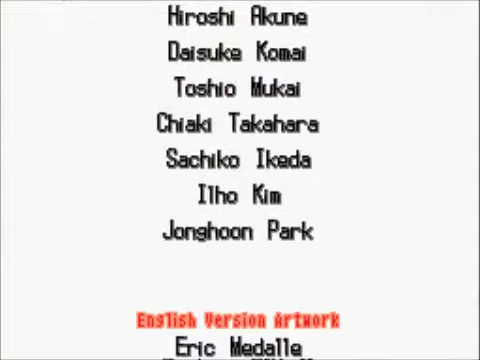 Hiroshi Akune
Daisuke Komai
Toshio Mukai
Chiaki Takahara
Sachiko Ikeda
Ilho Kim
Jonghoon Park
English Version Artwork
Eric Medalle